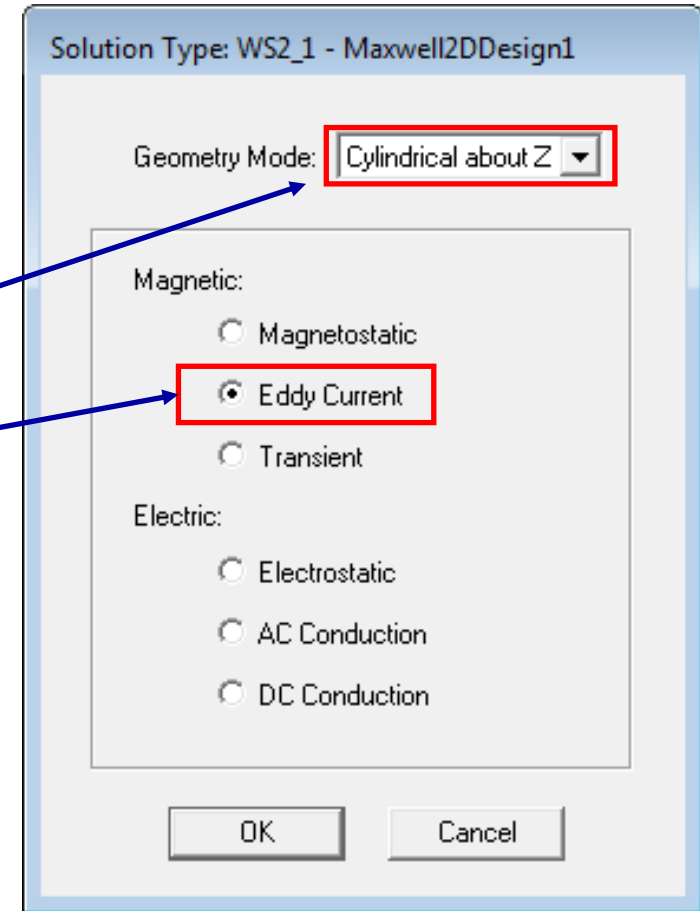 Solution Type: WS2_1 - Maxwell2DDesign1
Geometry Mode: Cylindrical about Z
Magnetic:
Magnetostatic
Eddy Current
Transient
Electric:
Electrostatic
AC Conduction
DC Conduction
OK Cancel